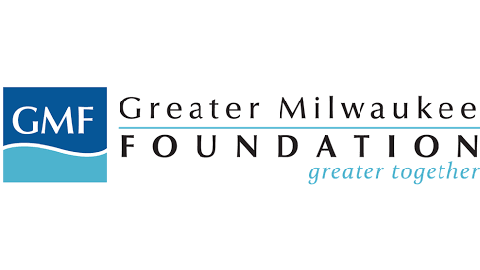 GMF
Greater Milwaukee
FOUNDATION
greater together